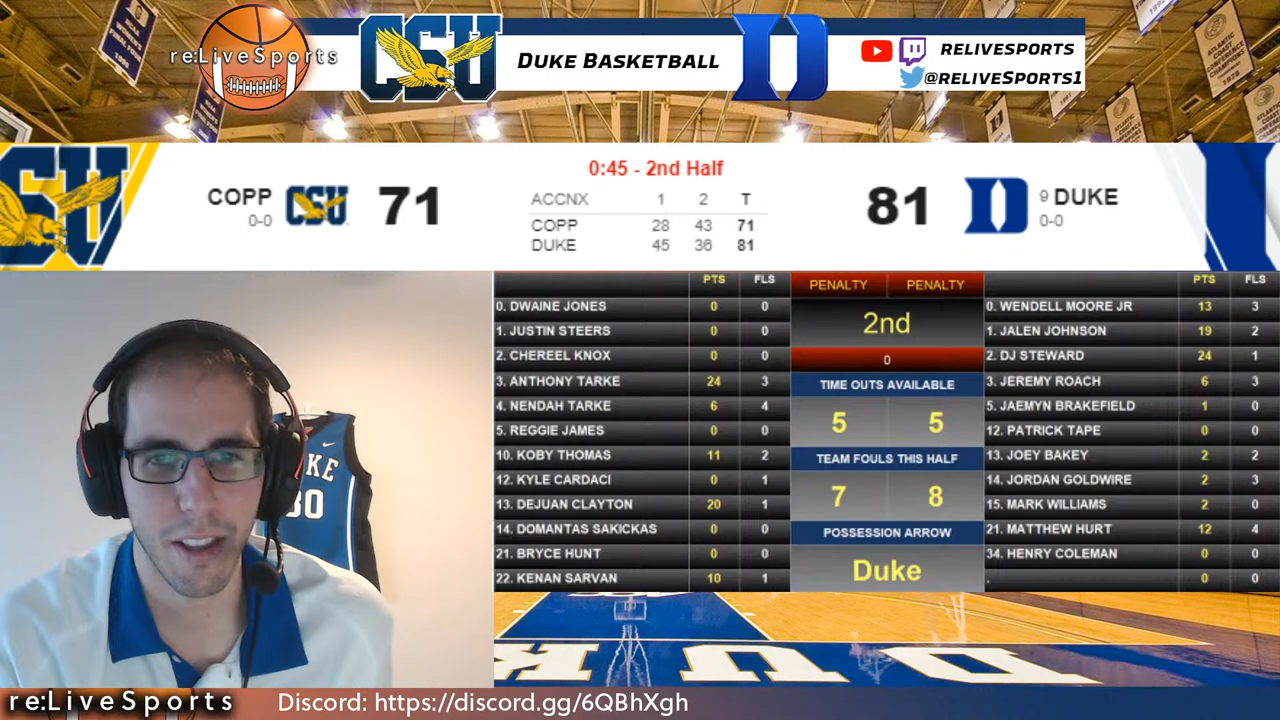 re:LiveSports
CSU
DUKE BASKETBALL
D
RELIVESPORTS
@RELIVESPORTS1
0:45 - 2nd Half
COPP CSU 71
0-0
ACCNX 1 2 T
COPP 28 43 71
DUKE 45 36 81
81 D 9 DUKE
0-0
PTS FLS
0. DWAINE JONES 0 0
1. JUSTIN STEERS 0 0
2. CHEREEL KNOX 0 0
3. ANTHONY TARKE 24 3
4. NENDAH TARKE 6 4
5. REGGIE JAMES 0 0
10. KOBY THOMAS 11 2
12. KYLE CARDACI 0 1
13. DEJUAN CLAYTON 20 1
14. DOMANTAS SAKICKAS 0 0
21. BRYCE HUNT 0 0
22. KENAN SARVAN 10 1
PENALTY PENALTY
2nd
0
TIME OUTS AVAILABLE
5 5
TEAM FOULS THIS HALF
7 8
POSSESSION ARROW
Duke
PTS FLS
0. WENDELL MOORE JR 13 3
1. JALEN JOHNSON 19 2
2. DJ STEWARD 24 1
3. JEREMY ROACH 6 3
5. JAEMYN BRAKEFIELD 1 0
12. PATRICK TAPE 0 0
13. JOEY BAKEY 2 2
14. JORDAN GOLDWIRE 2 3
15. MARK WILLIAMS 2 0
21. MATTHEW HURT 12 4
34. HENRY COLEMAN 0 0
. 0 0
KE
30
re:LiveSports
Discord: https://discord.gg/6QBhXgh